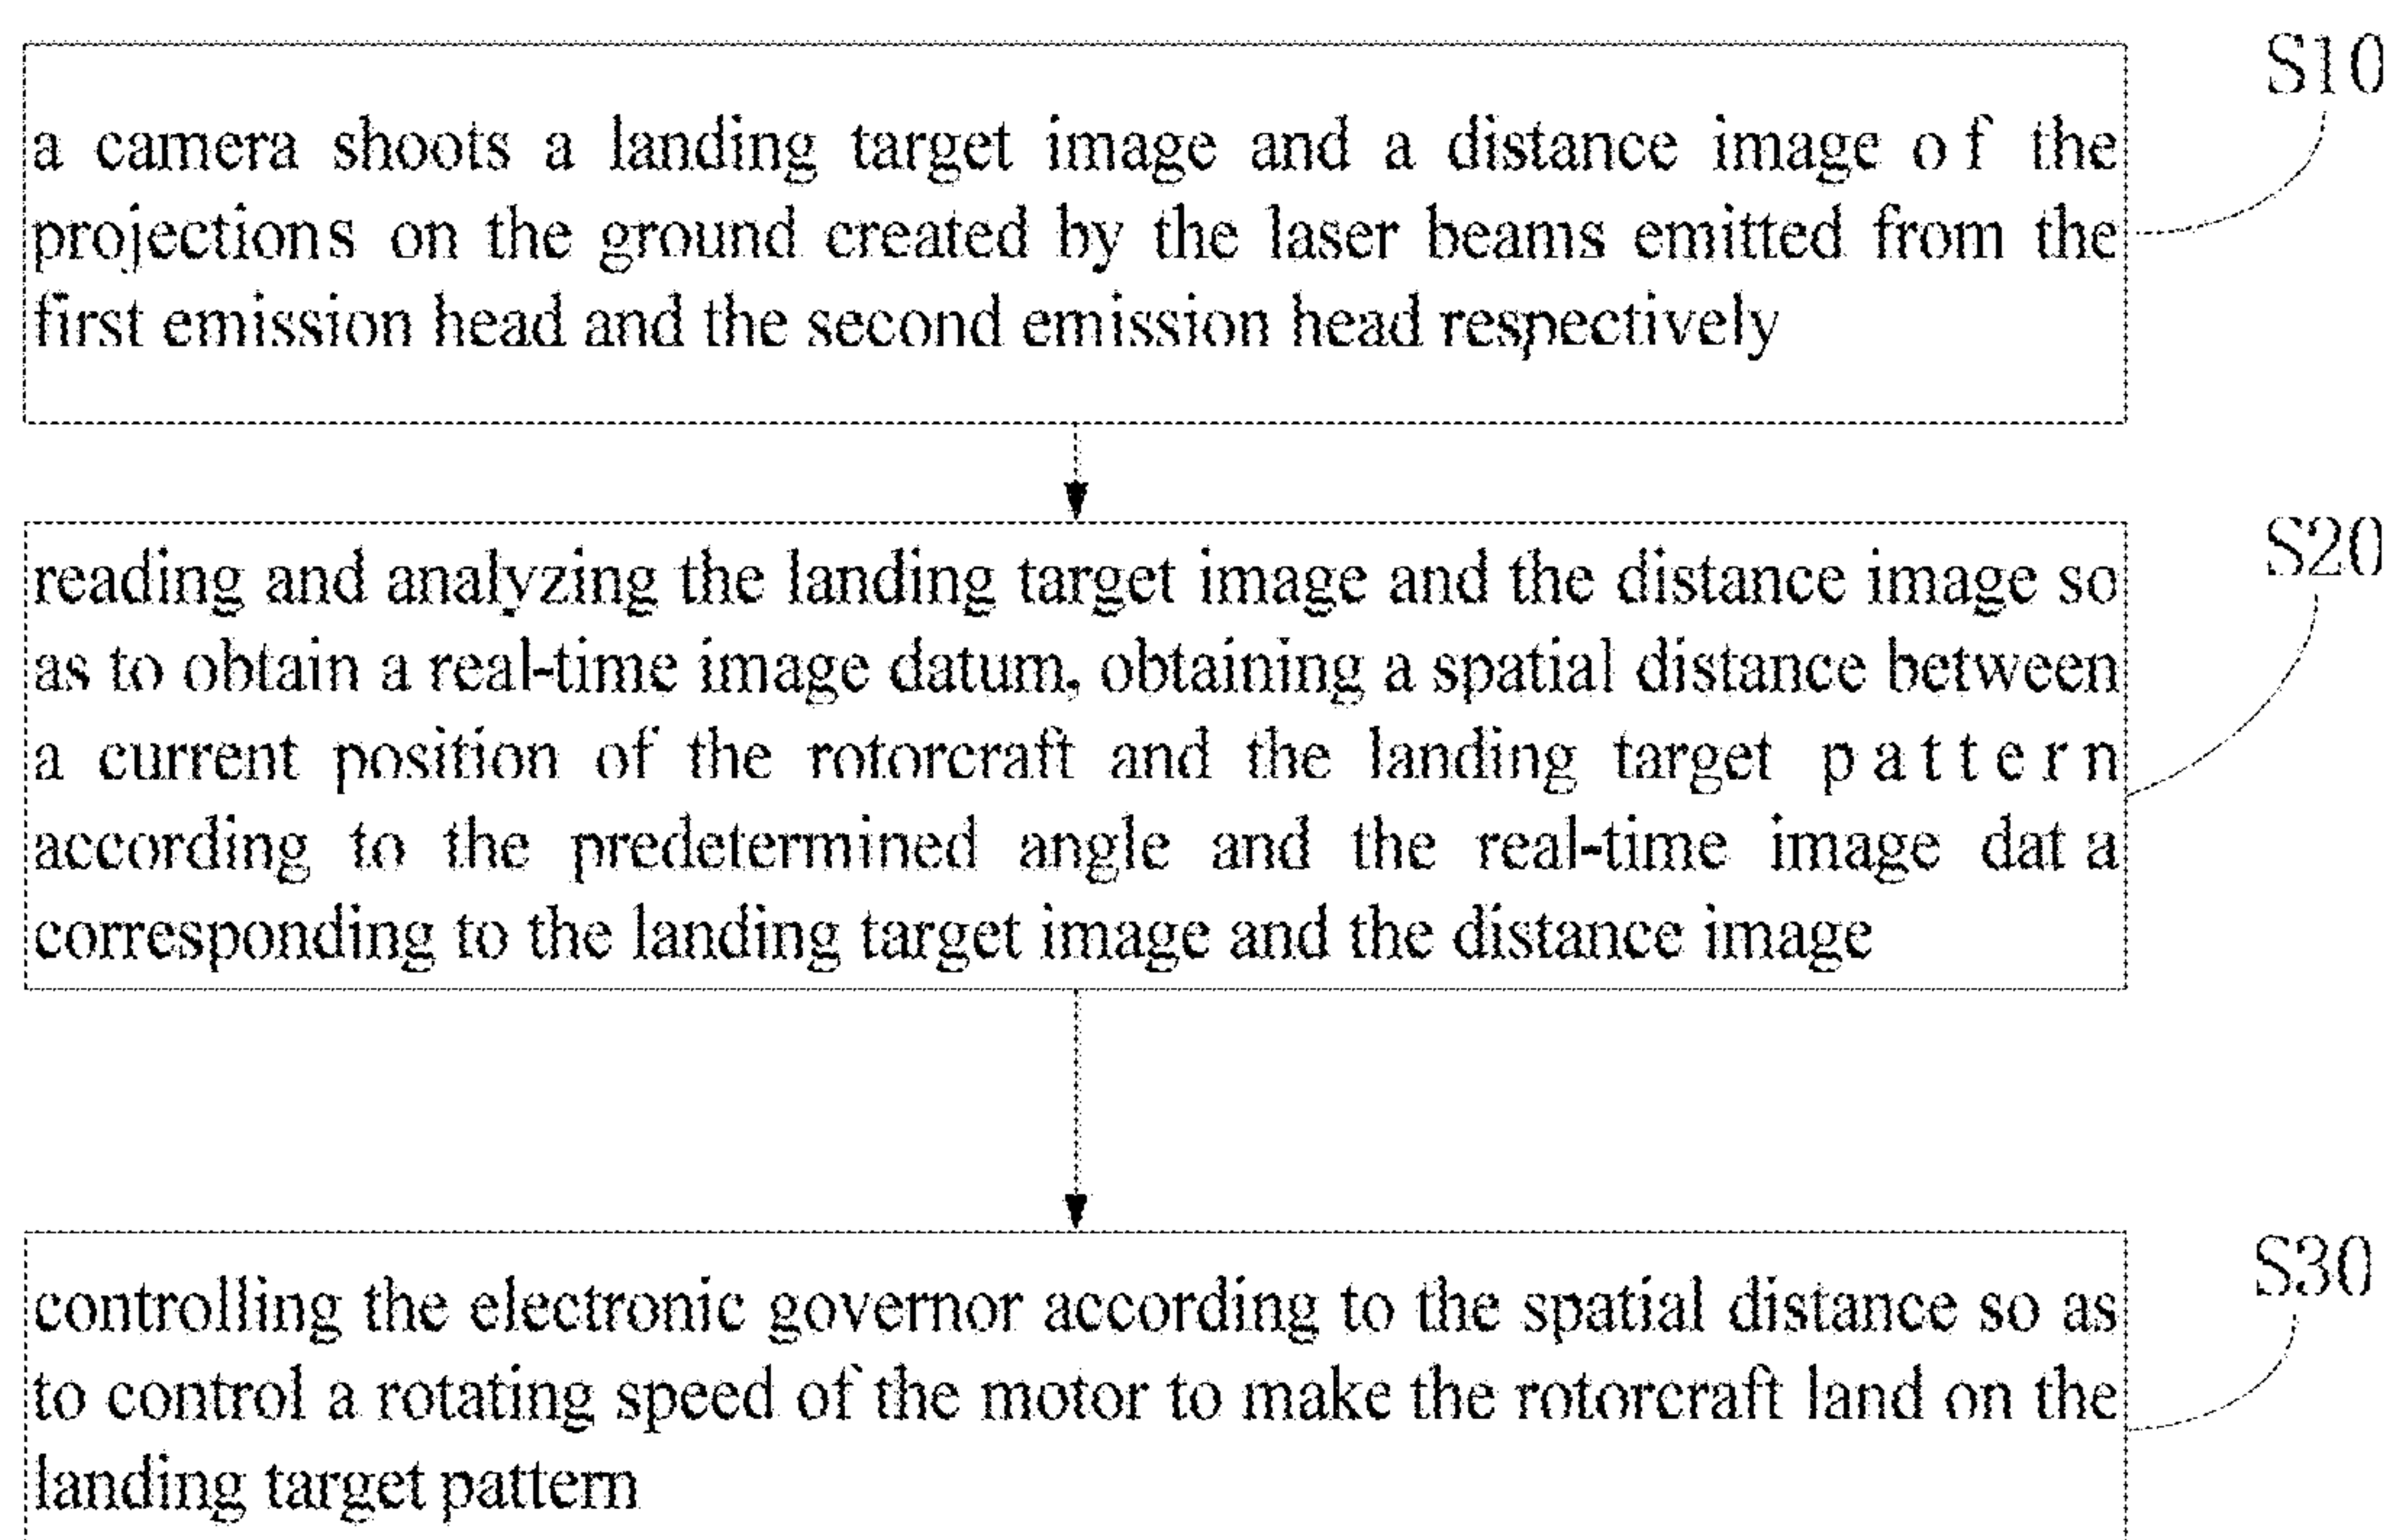 S10
a camera shoots a landing target image and a distance image o f the
projections on the ground created by the laser beams emitted from the
first emission head and the second emission head respectively
S20
reading and analyzing the landing target image and the distance image so
as to obtain a real-time image datum, obtaining a spatial distance between
a current position of the rotorcraft and the landing target p a t t e r n
according to the predetermined angle and the real-time image dat a
corresponding to the landing target image and the distance image
S30
controlling the electronic governor according to the spatial distance so as
to control a rotating speed of the motor to make the rotorcraft land on the
landing target pattern